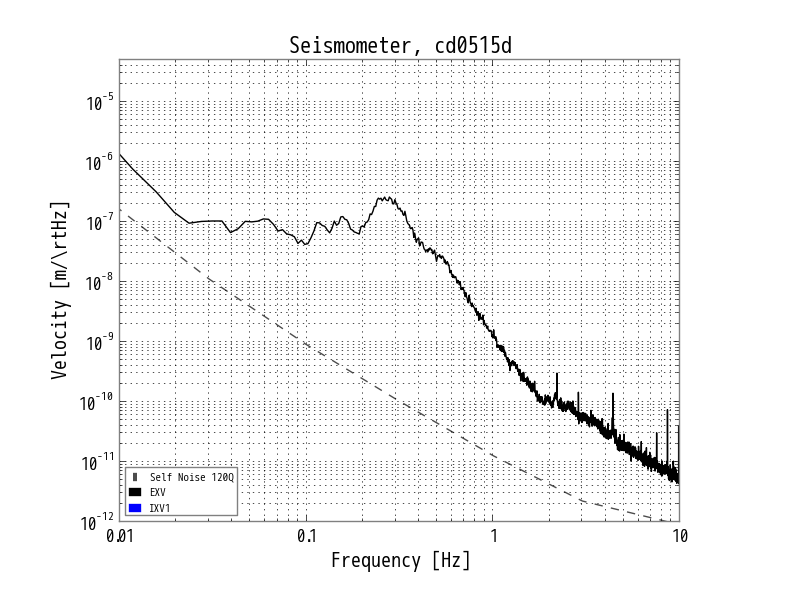 Seismometer, cd0515d
Velocity [m/\rtHz]
10^-5
10^-6
10^-7
10^-8
10^-9
10^-10
10^-11
10^-12
Self Noise 120Q
EXV
IXV1
0.01 0.1 1 10
Frequency [Hz]